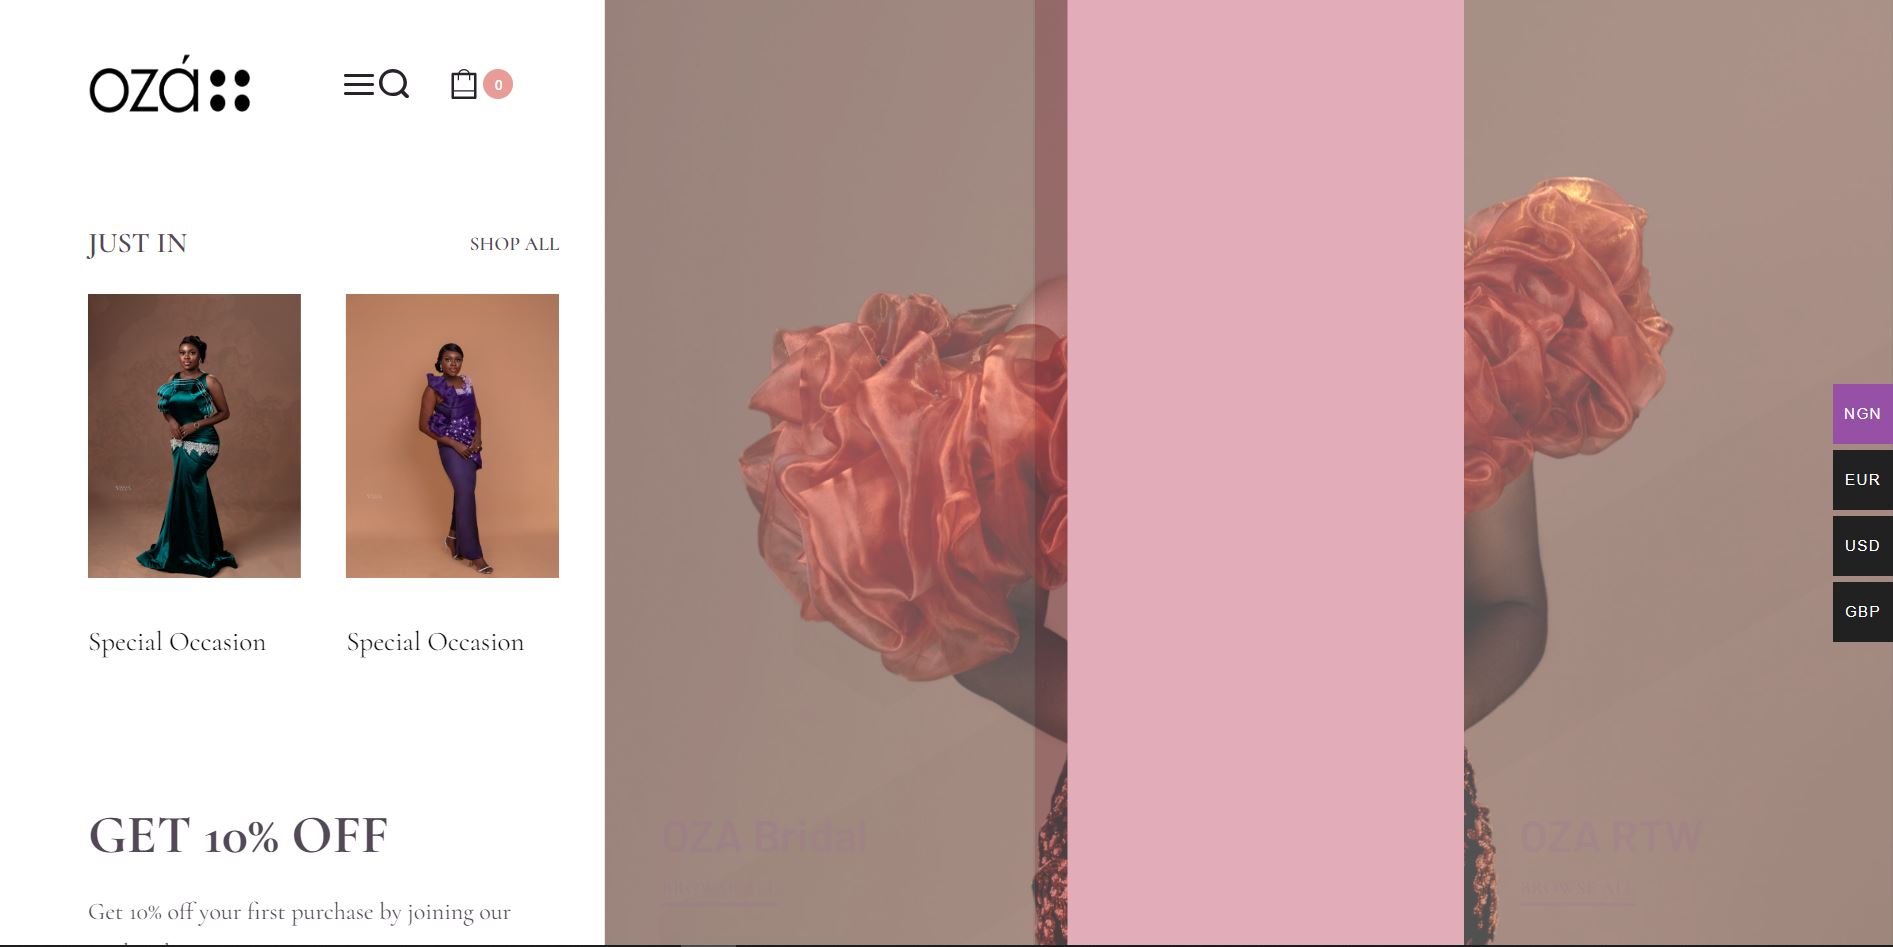 ozá
0
JUST IN
SHOP ALL
Special Occasion
Special Occasion
GET 10% OFF
Get 10% off your first purchase by joining our
OZA Bridal
BROWSE ALL
OZA RTW
BROWSE ALL
NGN
EUR
USD
GBP